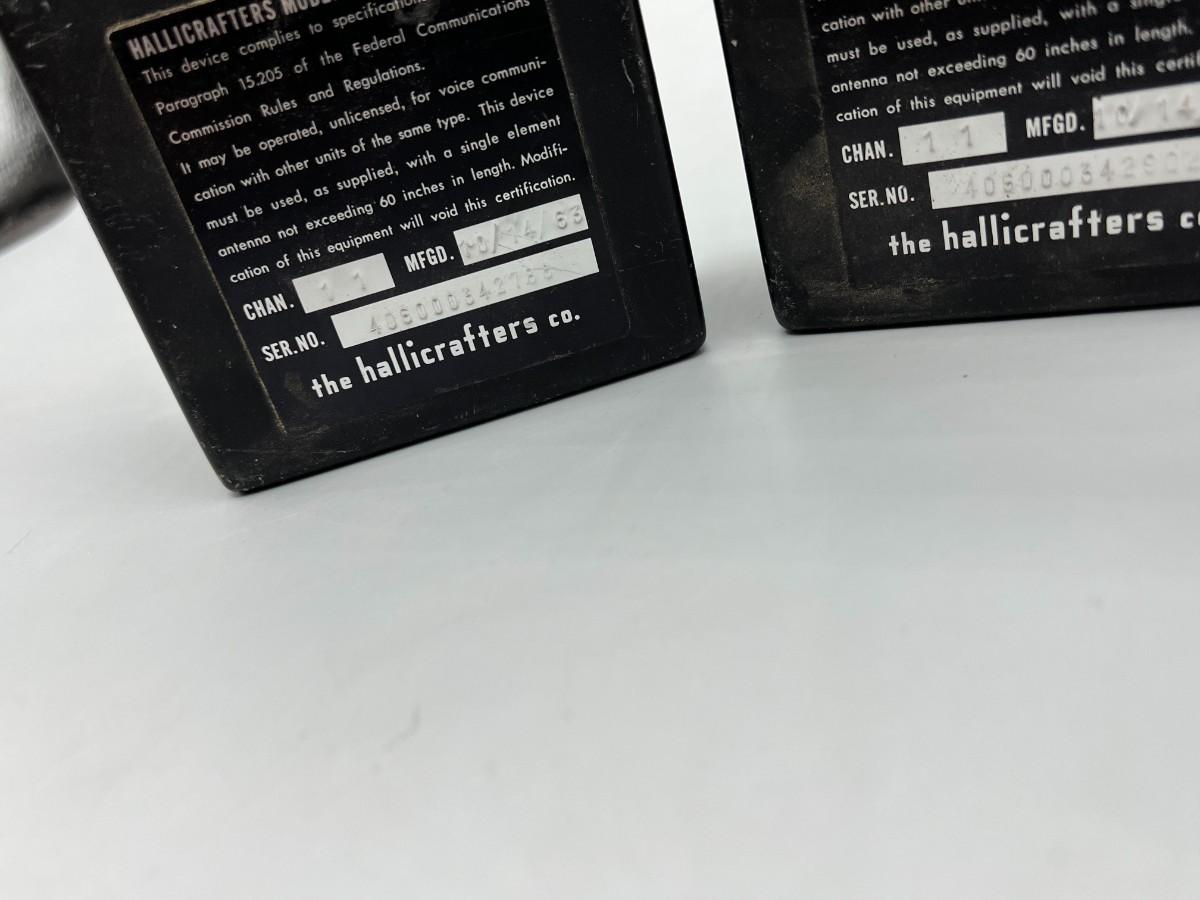 HALLICRAFTERS
This device complies to
Paragraph 15.205 of the Federal Communications
Commission Rules and Regulations.
It may be operated, unlicensed, for voice communi-
cation with other units of the same type. This device
must be used, as supplied, with a single element
antenna not exceeding 60 inches in length. Modifi-
cation of this equipment will void this certification.
CHAN. 11 MFGD. 10/14/63
SER.NO.
the hallicrafters co.
cation with other
must be used, as supplied, with a single
antenna not exceeding 60 inches in length.
cation of this equipment will void this
CHAN. 11 MFGD. 10/14
SER.NO.
the hallicrafters